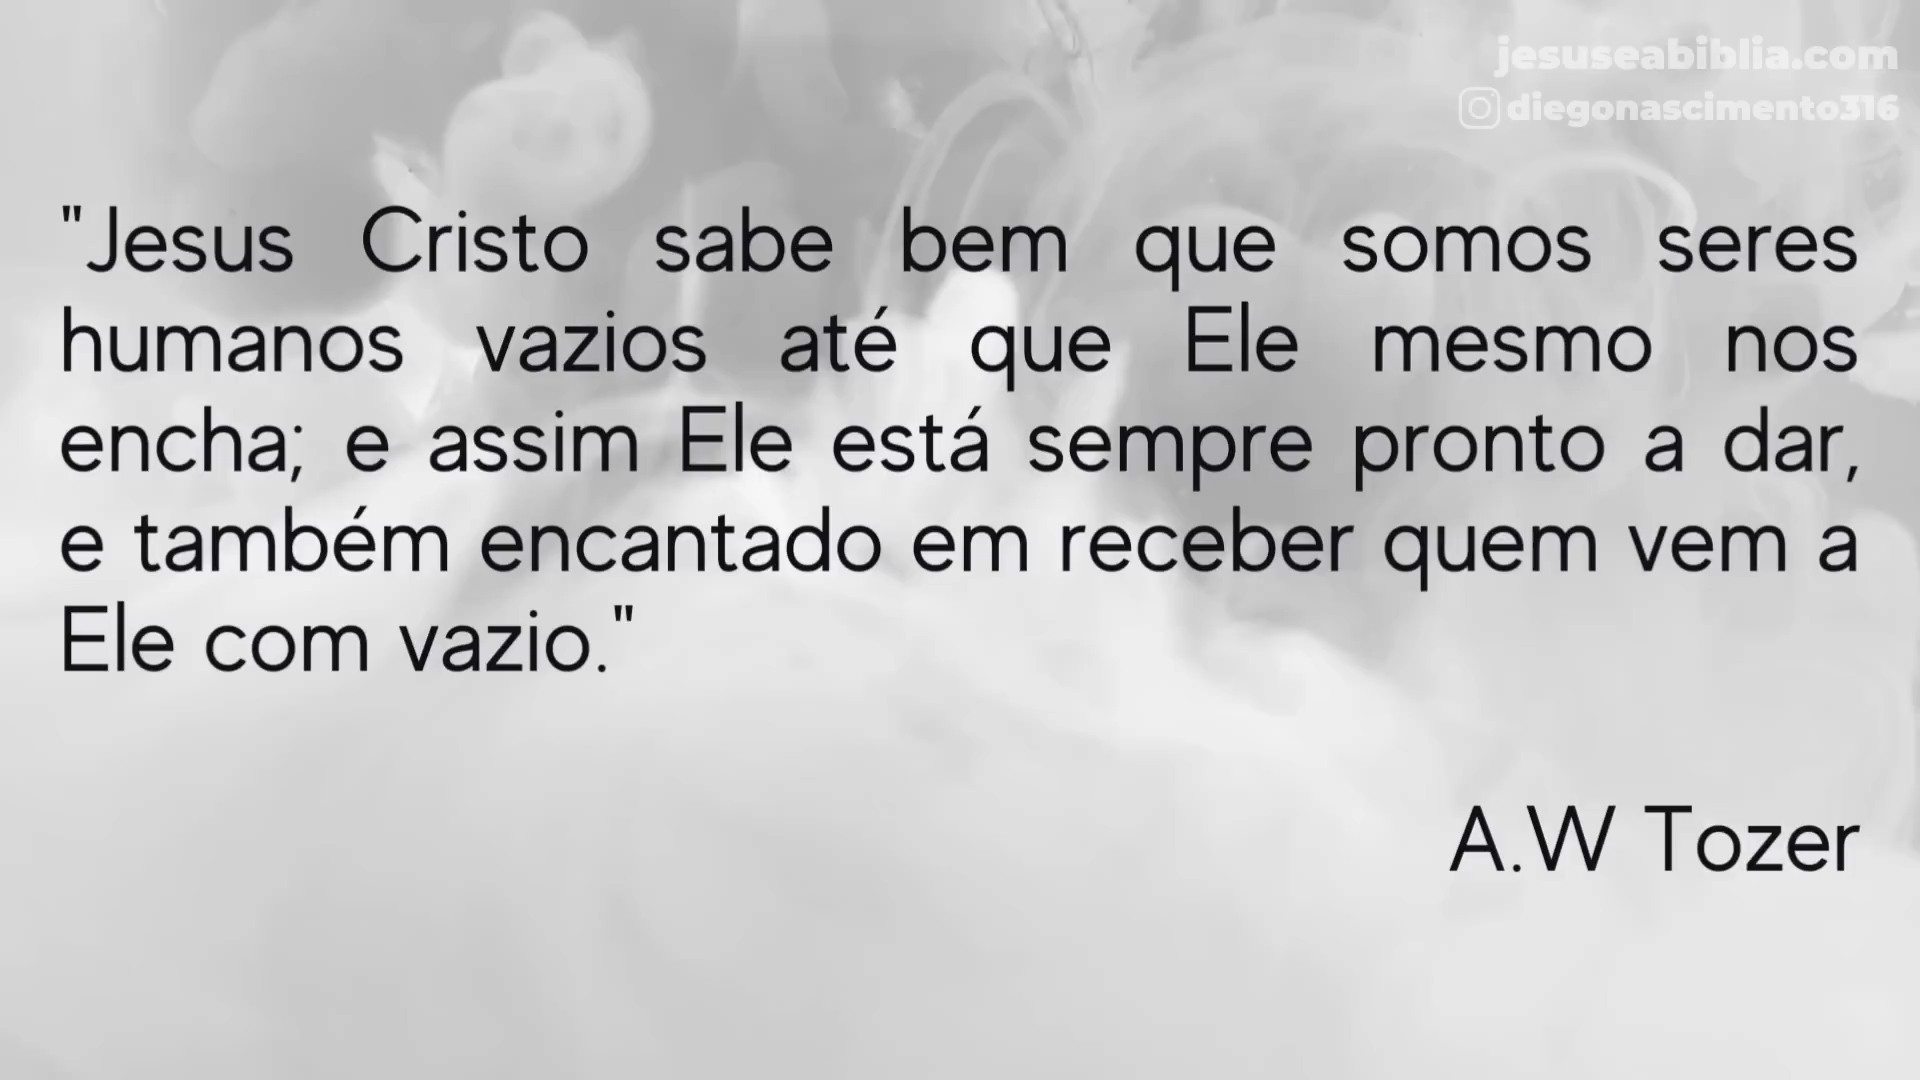 jesuseabiblia.com
diegonascimento316
"Jesus Cristo sabe bem que somos seres
humanos vazios até que Ele mesmo nos
encha; e assim Ele está sempre pronto a dar,
e também encantado em receber quem vem a
Ele com vazio."
A.W Tozer